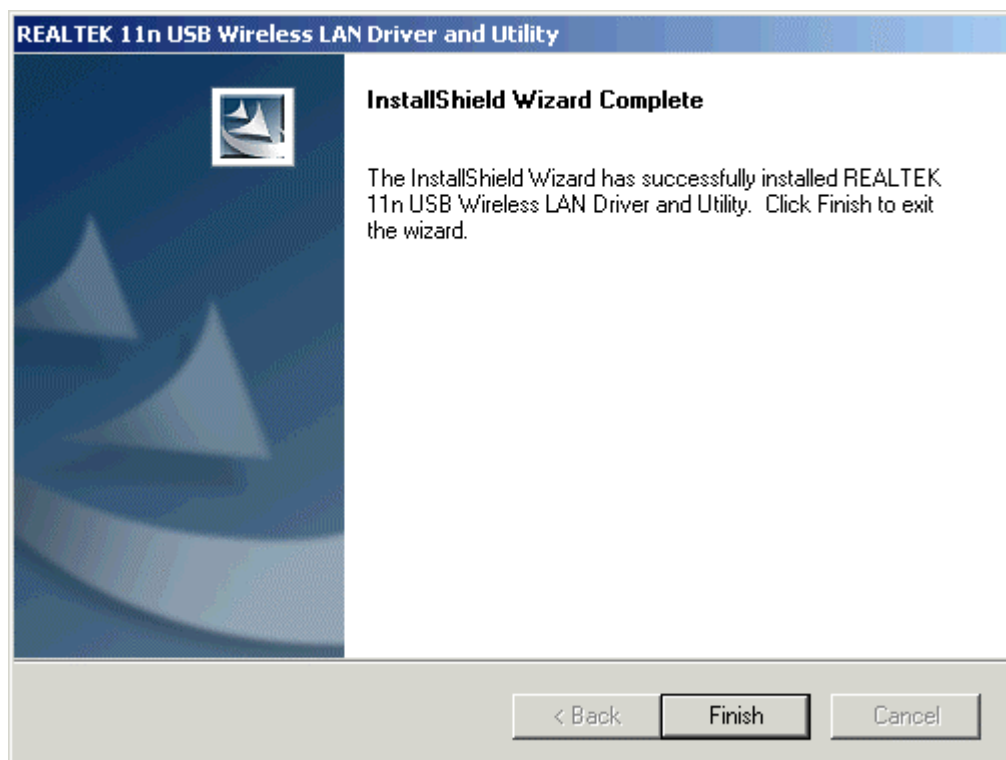 REALTEK 11n USB Wireless LAN Driver and Utility
InstallShield Wizard Complete
The InstallShield Wizard has successfully installed REALTEK
11n USB Wireless LAN Driver and Utility.  Click Finish to exit
the wizard.
< Back
Finish
Cancel